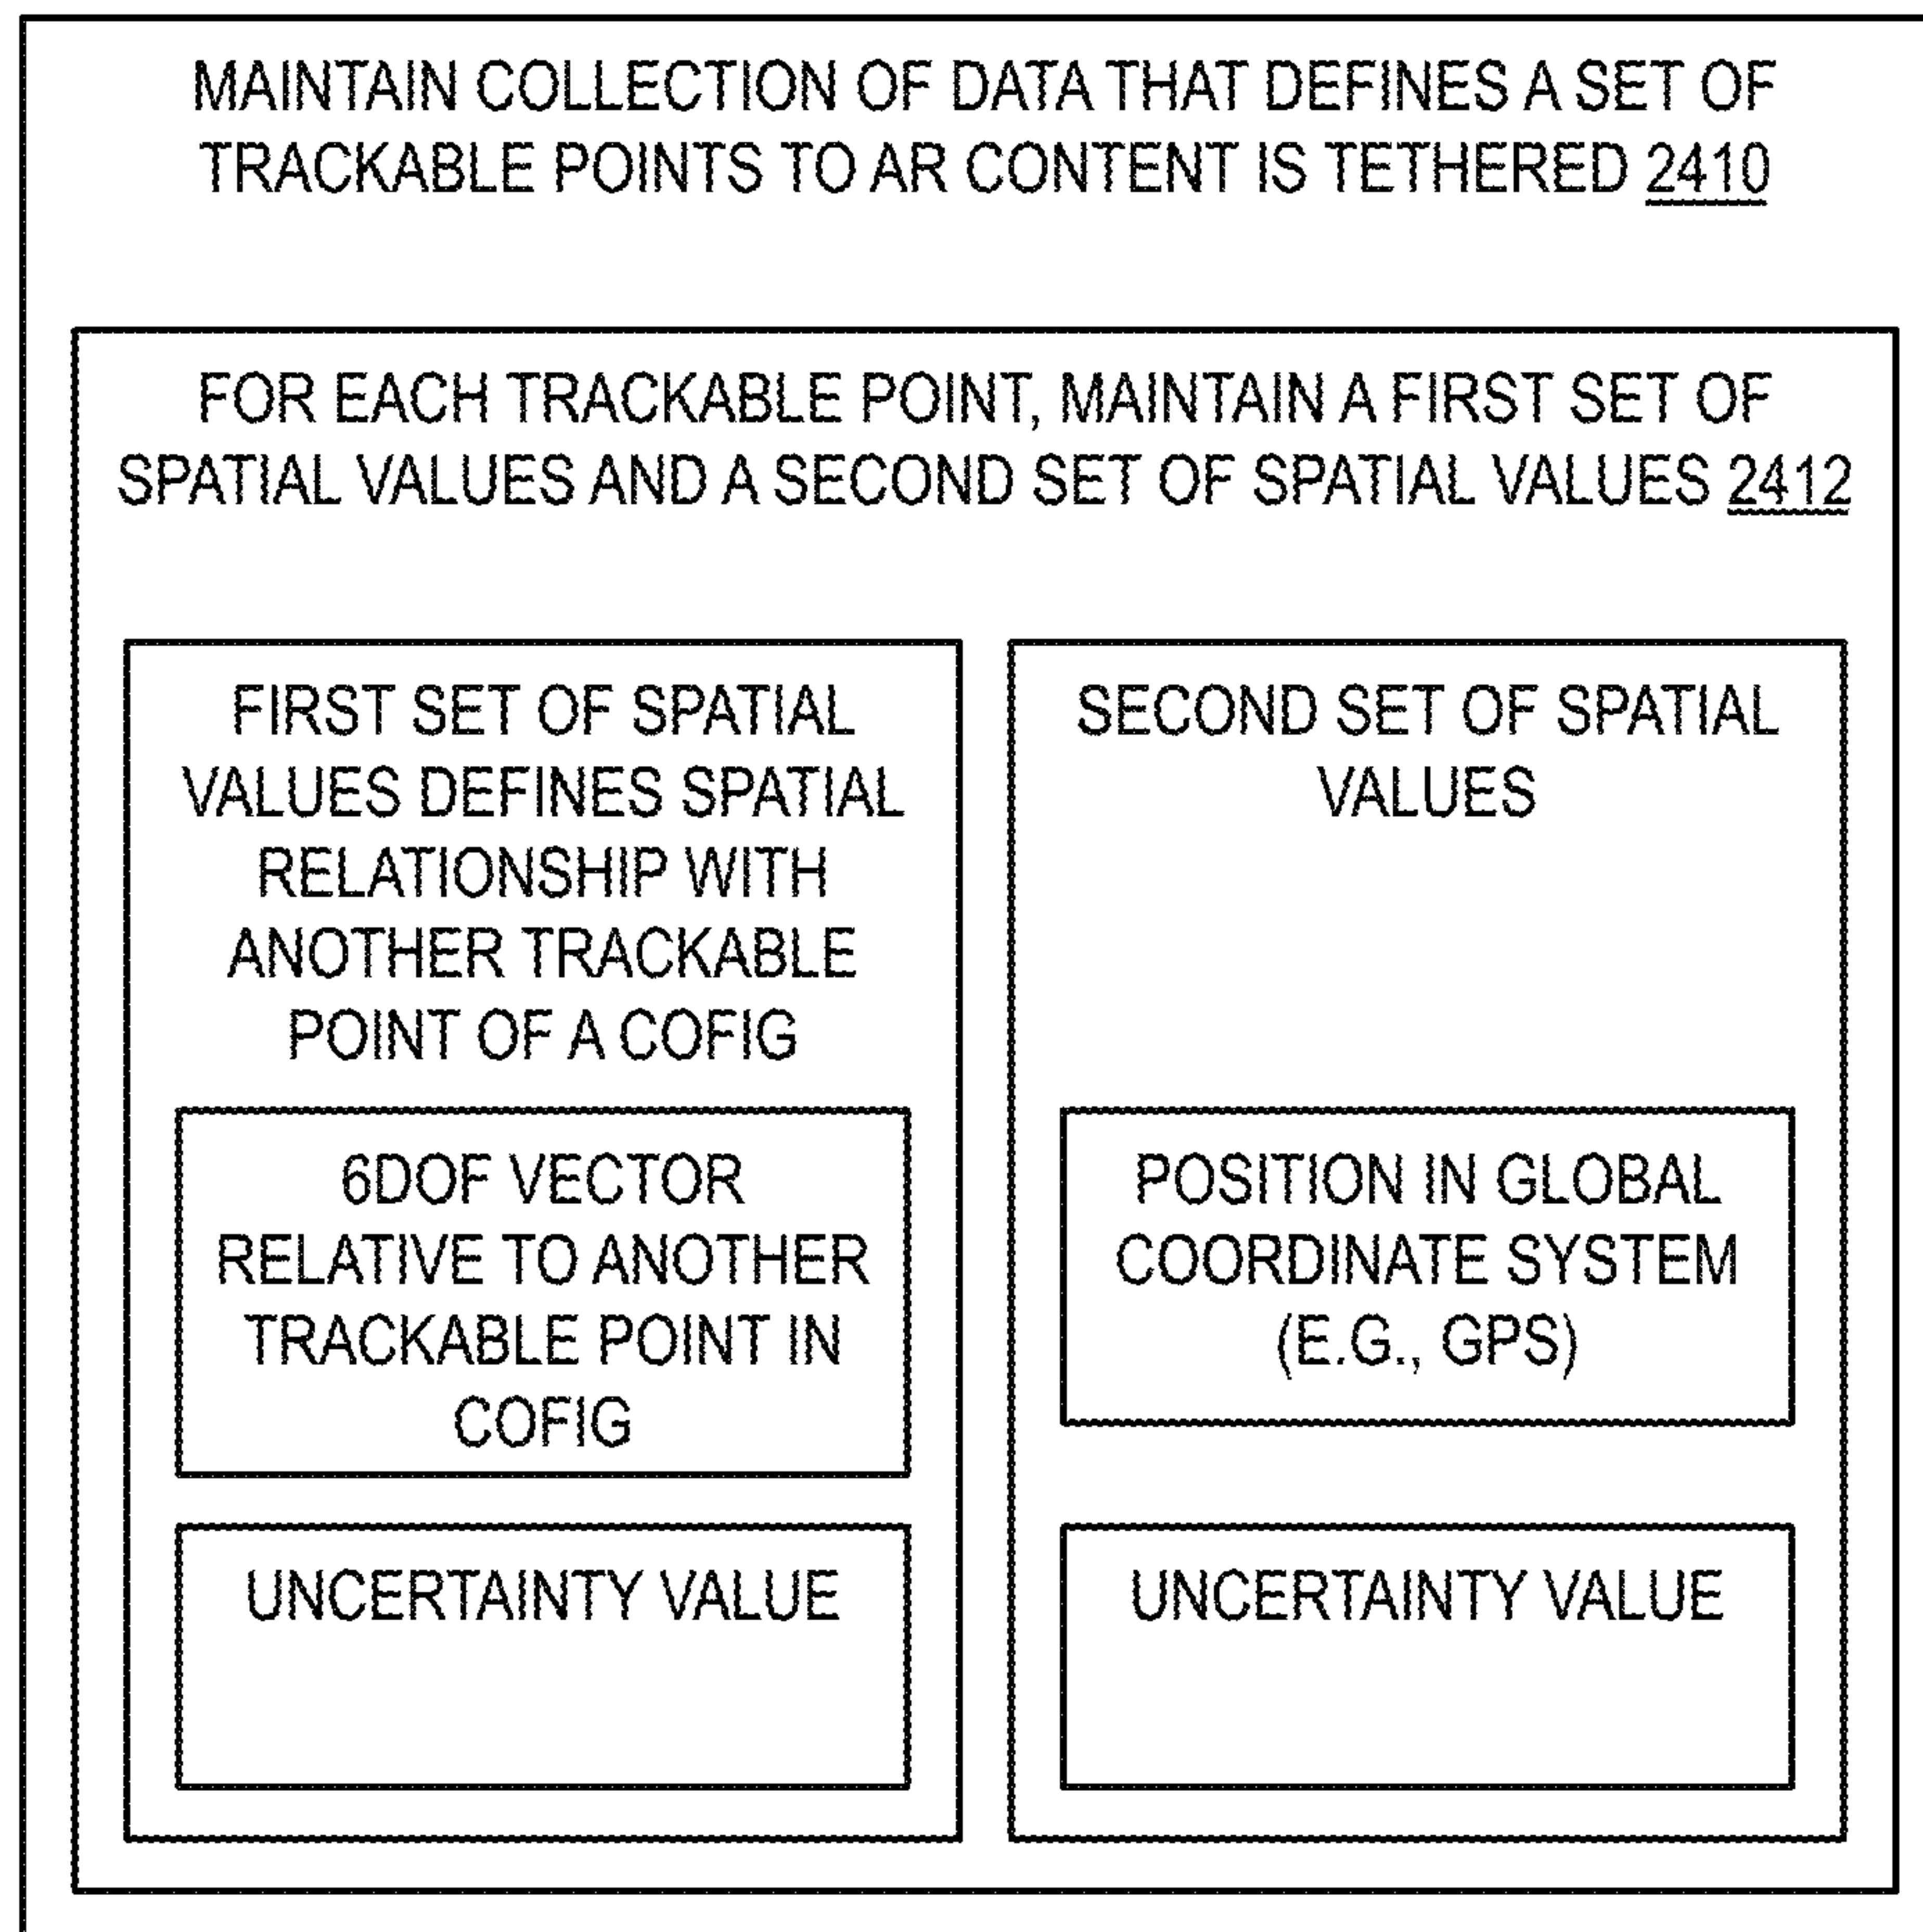 MAINTAIN COLLECTION OF DATA THAT DEFINES A SET OF
TRACKABLE POINTS TO AR CONTENT IS TETHERED 2410
FOR EACH TRACKABLE POINT, MAINTAIN A FIRST SET OF
SPATIAL VALUES AND A SECOND SET OF SPATIAL VALUES 2412
FIRST SET OF SPATIAL
VALUES DEFINES SPATIAL
RELATIONSHIP WITH
ANOTHER TRACKABLE
POINT OF A COFIG
6DOF VECTOR
RELATIVE TO ANOTHER
TRACKABLE POINT IN
COFIG
UNCERTAINTY VALUE
SECOND SET OF SPATIAL
VALUES
POSITION IN GLOBAL
COORDINATE SYSTEM
(E.G., GPS)
UNCERTAINTY VALUE